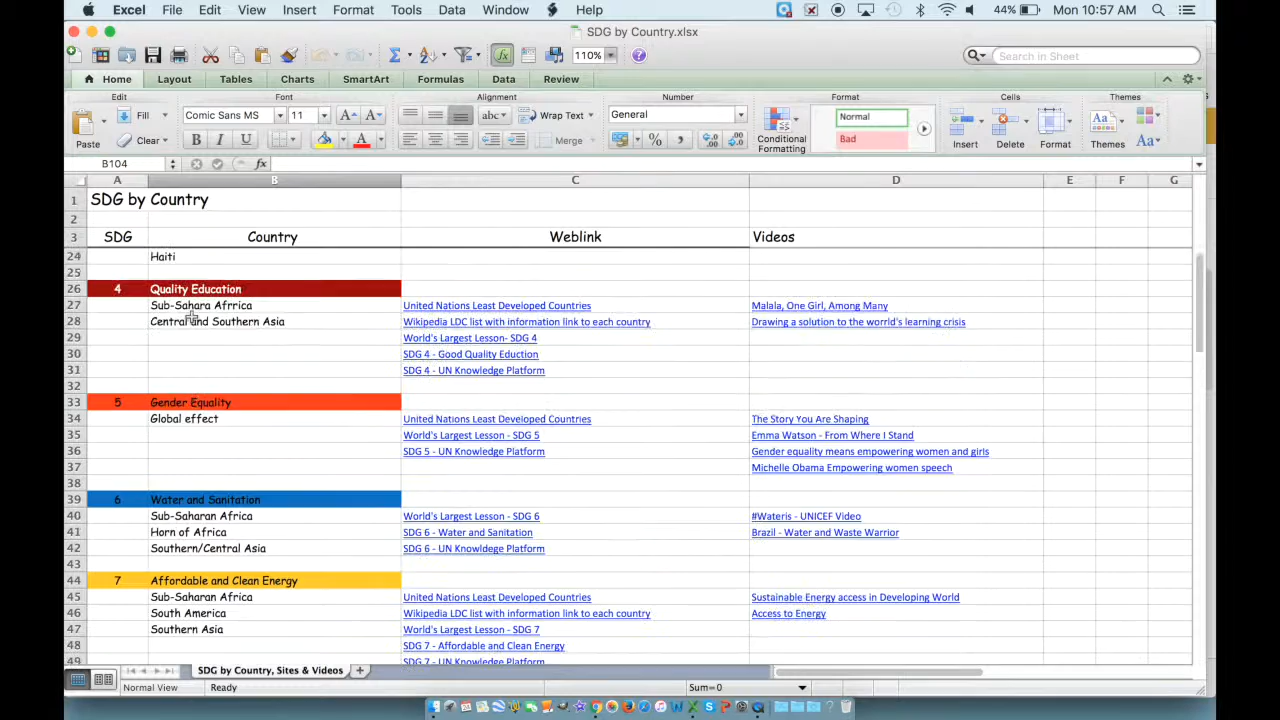 Excel File Edit View Insert Format Tools Data Window Help 44% Mon 10:57 AM
SDG by Country.xlsx
110% Search in Sheet
Home Layout Tables Charts SmartArt Formulas Data Review
Edit Font Alignment Number Format Cells Themes
Fill Comic Sans MS 11 abc Wrap Text General Normal
Paste Clear B I U A Merge % Conditional Formatting Bad Insert Delete Format Themes Aa
B104 fx
A B C D E F G
1 SDG by Country
2
3 SDG Country Weblink Videos
24 Haiti
25
26 4 Quality Education
27 Sub-Sahara Afrrica United Nations Least Developed Countries Malala, One Girl, Among Many
28 Central and Southern Asia Wikipedia LDC list with information link to each country Drawing a solution to the worrld's learning crisis
29 World's Largest Lesson- SDG 4
30 SDG 4 - Good Quality Eduction
31 SDG 4 - UN Knowledge Platform
32
33 5 Gender Equality
34 Global effect United Nations Least Developed Countries The Story You Are Shaping
35 World's Largest Lesson - SDG 5 Emma Watson - From Where I Stand
36 SDG 5 - UN Knowledge Platform Gender equality means empowering women and girls
37 Michelle Obama Empowering women speech
38
39 6 Water and Sanitation
40 Sub-Saharan Africa World's Largest Lesson - SDG 6 #Wateris - UNICEF Video
41 Horn of Africa SDG 6 - Water and Sanitation Brazil - Water and Waste Warrior
42 Southern/Central Asia SDG 6 - UN Knowldege Platform
43
44 7 Affordable and Clean Energy
45 Sub-Saharan Africa United Nations Least Developed Countries Sustainable Energy access in Developing World
46 South America Wikipedia LDC list with information link to each country Access to Energy
47 Southern Asia World's Largest Lesson - SDG 7
48 SDG 7 - Affordable and Clean Energy
49 SDG 7 - UN Knowledge Platform
SDG by Country, Sites & Videos
Normal View Ready Sum=0